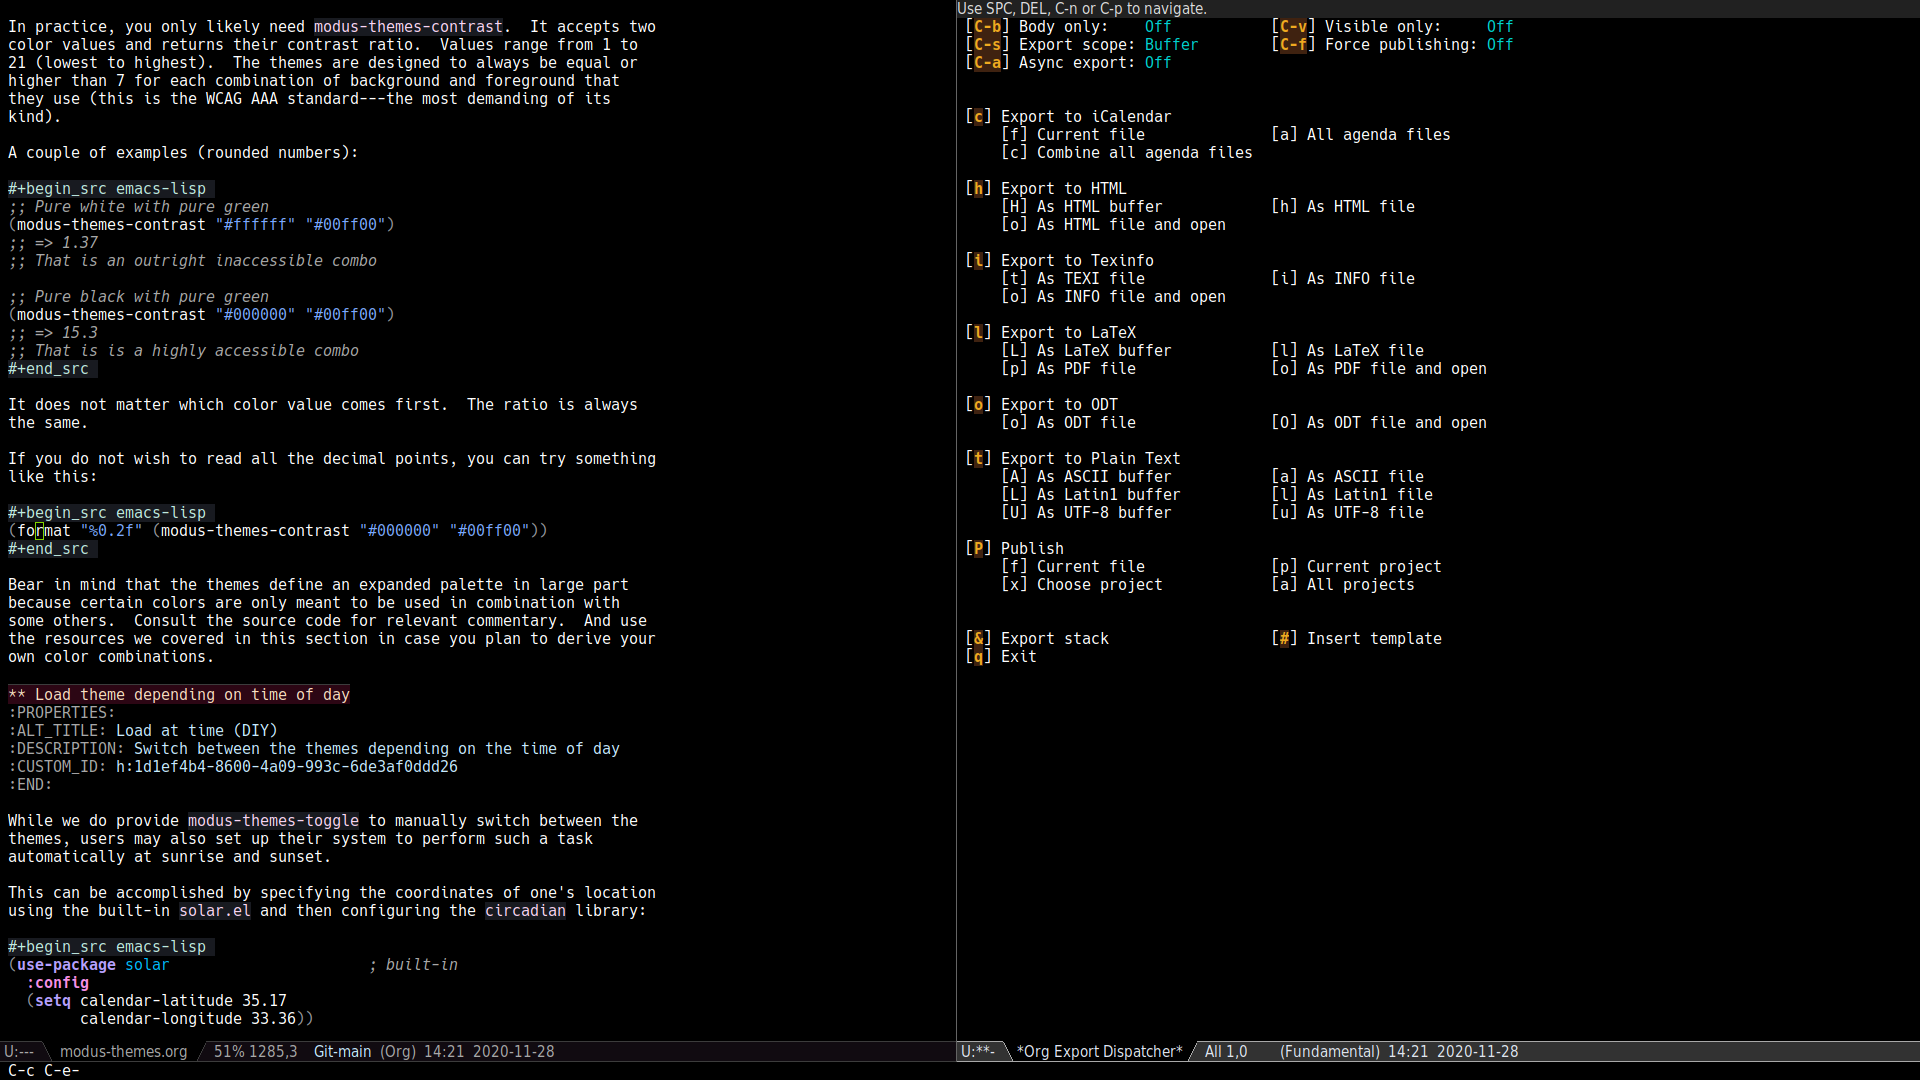 In practice, you only likely need modus-themes-contrast.  It accepts two
color values and returns their contrast ratio.  Values range from 1 to
21 (lowest to highest).  The themes are designed to always be equal or
higher than 7 for each combination of background and foreground that
they use (this is the WCAG AAA standard---the most demanding of its
kind).

A couple of examples (rounded numbers):

#+begin_src emacs-lisp
;; Pure white with pure green
(modus-themes-contrast "#ffffff" "#00ff00")
;; => 1.37
;; That is an outright inaccessible combo

;; Pure black with pure green
(modus-themes-contrast "#000000" "#00ff00")
;; => 15.3
;; That is is a highly accessible combo
#+end_src

It does not matter which color value comes first.  The ratio is always
the same.

If you do not wish to read all the decimal points, you can try something
like this:

#+begin_src emacs-lisp
(format "%0.2f" (modus-themes-contrast "#000000" "#00ff00"))
#+end_src

Bear in mind that the themes define an expanded palette in large part
because certain colors are only meant to be used in combination with
some others.  Consult the source code for relevant commentary.  And use
the resources we covered in this section in case you plan to derive your
own color combinations.

** Load theme depending on time of day
:PROPERTIES:
:ALT_TITLE: Load at time (DIY)
:DESCRIPTION: Switch between the themes depending on the time of day
:CUSTOM_ID: h:1d1ef4b4-8600-4a09-993c-6de3af0ddd26
:END:

While we do provide modus-themes-toggle to manually switch between the
themes, users may also set up their system to perform such a task
automatically at sunrise and sunset.

This can be accomplished by specifying the coordinates of one's location
using the built-in solar.el and then configuring the circadian library:

#+begin_src emacs-lisp
(use-package solar                      ; built-in
  :config
  (setq calendar-latitude 35.17
        calendar-longitude 33.36))
U:---  modus-themes.org  51% 1285,3  Git-main  (Org)  14:21  2020-11-28
Use SPC, DEL, C-n or C-p to navigate.
[C-b] Body only:    Off           [C-v] Visible only:     Off
[C-s] Export scope: Buffer        [C-f] Force publishing: Off
[C-a] Async export: Off

[c] Export to iCalendar
    [f] Current file              [a] All agenda files
    [c] Combine all agenda files

[h] Export to HTML
    [H] As HTML buffer            [h] As HTML file
    [o] As HTML file and open

[i] Export to Texinfo
    [t] As TEXI file              [i] As INFO file
    [o] As INFO file and open

[l] Export to LaTeX
    [L] As LaTeX buffer           [l] As LaTeX file
    [p] As PDF file               [o] As PDF file and open

[o] Export to ODT
    [o] As ODT file               [O] As ODT file and open

[t] Export to Plain Text
    [A] As ASCII buffer           [a] As ASCII file
    [L] As Latin1 buffer          [l] As Latin1 file
    [U] As UTF-8 buffer           [u] As UTF-8 file

[P] Publish
    [f] Current file              [p] Current project
    [x] Choose project            [a] All projects

[&] Export stack                  [#] Insert template
[q] Exit
U:**-  *Org Export Dispatcher*  All 1,0  (Fundamental)  14:21  2020-11-28
C-c C-e-